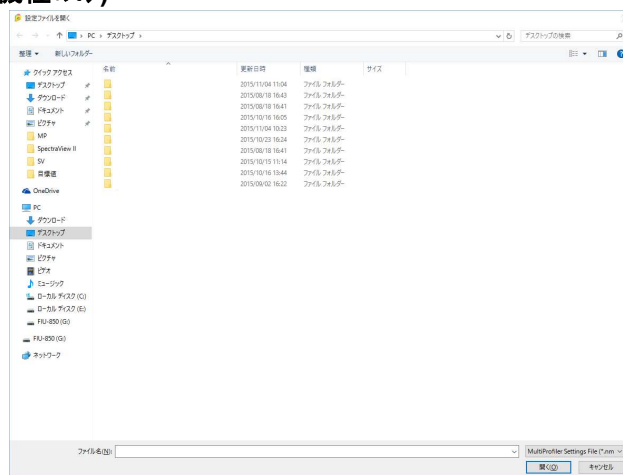 設定ファイルを開く
PC › デスクトップ ›
デスクトップの検索
整理 新しいフォルダー
名前 更新日時 種類 サイズ
クイック アクセス
デスクトップ
ダウンロード
ドキュメント
ピクチャ
MP
SpectraView II
SV
目標値
OneDrive
PC
ダウンロード
デスクトップ
ドキュメント
ピクチャ
ビデオ
ミュージック
ローカル ディスク (C:)
ローカル ディスク (E:)
FIU-850 (G:)
FIU-850 (G:)
ネットワーク
2015/11/04 11:04 ファイル フォルダー
2015/08/18 16:43 ファイル フォルダー
2015/08/18 16:41 ファイル フォルダー
2015/10/16 16:05 ファイル フォルダー
2015/11/04 10:23 ファイル フォルダー
2015/10/23 16:24 ファイル フォルダー
2015/08/18 16:41 ファイル フォルダー
2015/10/15 11:14 ファイル フォルダー
2015/10/16 13:44 ファイル フォルダー
2015/09/02 16:22 ファイル フォルダー
ファイル名(N):
MultiProfiler Settings File (*.nm
開く(O) キャンセル